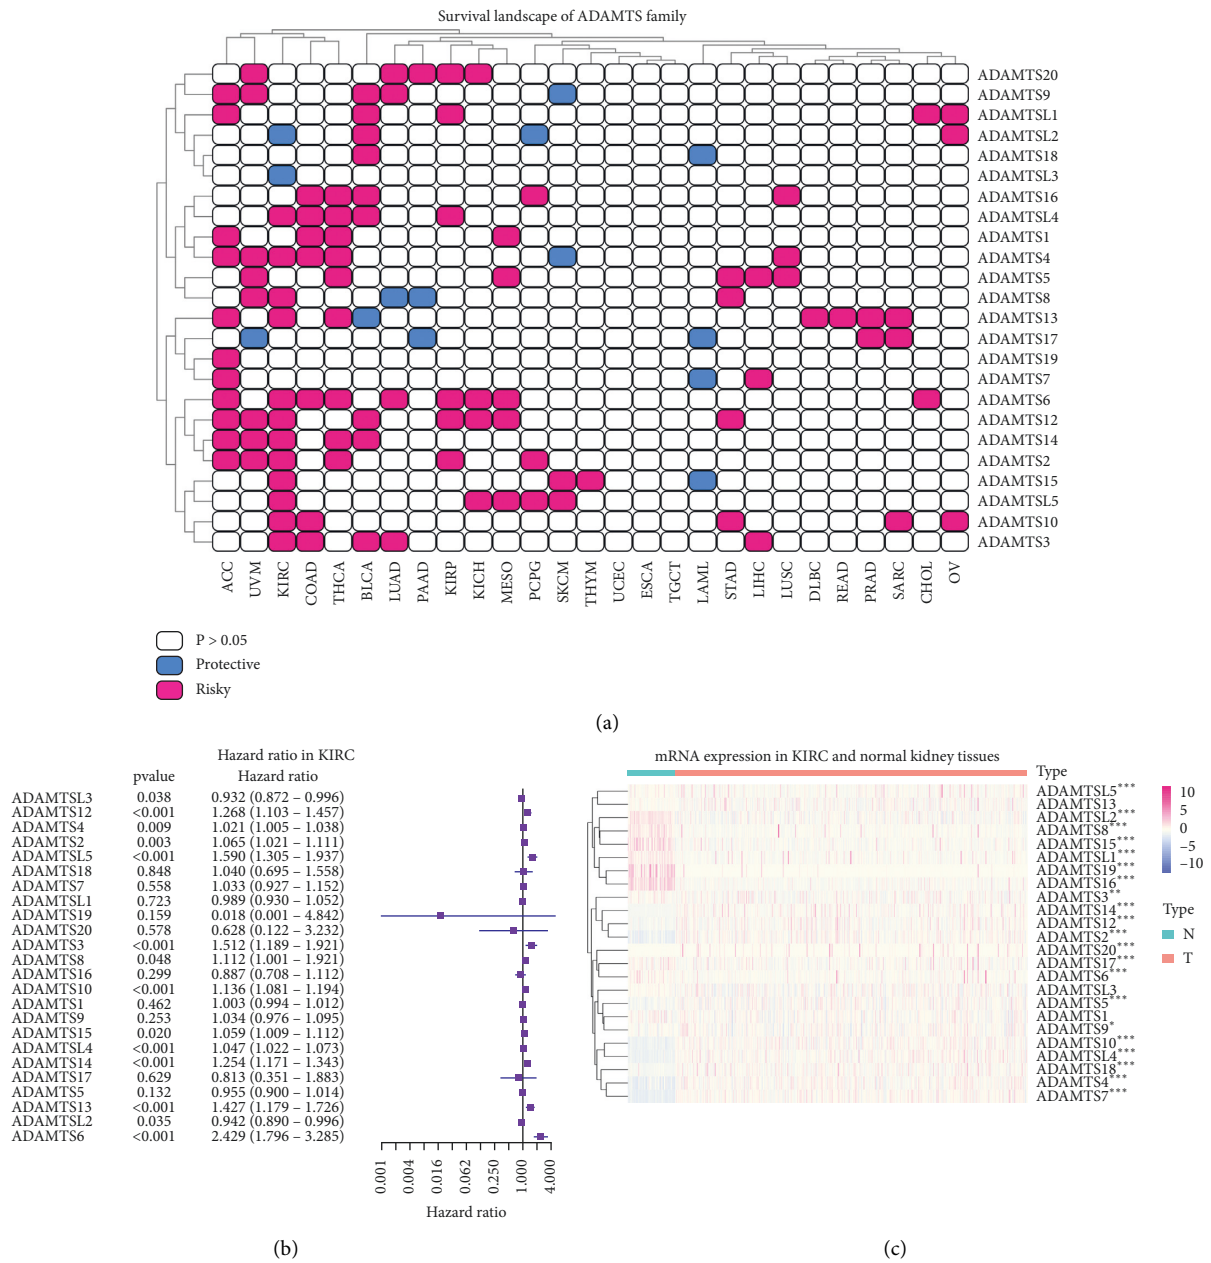 Survival landscape of ADAMTS family
ADAMTS20
ADAMTS9
ADAMTSL1
ADAMTSL2
ADAMTS18
ADAMTSL3
ADAMTS16
ADAMTSL4
ADAMTS1
ADAMTS4
ADAMTS5
ADAMTS8
ADAMTS13
ADAMTS17
ADAMTS19
ADAMTS7
ADAMTS6
ADAMTS12
ADAMTS14
ADAMTS2
ADAMTS15
ADAMTSL5
ADAMTS10
ADAMTS3
ACC
UVM
KIRC
COAD
THCA
BLCA
LUAD
PAAD
KIRP
KICH
MESO
PCPG
SKCM
THYM
UCEC
ESCA
TGCT
LAML
STAD
LIHC
LUSC
DLBC
READ
PRAD
SARC
CHOL
OV
P > 0.05
Protective
Risky
(a)
Hazard ratio in KIRC
pvalue Hazard ratio
ADAMTSL3 0.038 0.932 (0.872 – 0.996)
ADAMTS12 <0.001 1.268 (1.103 – 1.457)
ADAMTS4 0.009 1.021 (1.005 – 1.038)
ADAMTS2 0.003 1.065 (1.021 – 1.111)
ADAMTSL5 <0.001 1.590 (1.305 – 1.937)
ADAMTS18 0.848 1.040 (0.695 – 1.558)
ADAMTS7 0.558 1.033 (0.927 – 1.152)
ADAMTSL1 0.723 0.989 (0.930 – 1.052)
ADAMTS19 0.159 0.018 (0.001 – 4.842)
ADAMTS20 0.578 0.628 (0.122 – 3.232)
ADAMTS3 <0.001 1.512 (1.189 – 1.921)
ADAMTS8 0.048 1.112 (1.001 – 1.921)
ADAMTS16 0.299 0.887 (0.708 – 1.112)
ADAMTS10 <0.001 1.136 (1.081 – 1.194)
ADAMTS1 0.462 1.003 (0.994 – 1.012)
ADAMTS9 0.253 1.034 (0.976 – 1.095)
ADAMTS15 0.020 1.059 (1.009 – 1.112)
ADAMTSL4 <0.001 1.047 (1.022 – 1.073)
ADAMTS14 <0.001 1.254 (1.171 – 1.343)
ADAMTS17 0.629 0.813 (0.351 – 1.883)
ADAMTS5 0.132 0.955 (0.900 – 1.014)
ADAMTS13 <0.001 1.427 (1.179 – 1.726)
ADAMTSL2 0.035 0.942 (0.890 – 0.996)
ADAMTS6 <0.001 2.429 (1.796 – 3.285)
0.001
0.004
0.016
0.062
0.250
1.000
4.000
Hazard ratio
(b)
mRNA expression in KIRC and normal kidney tissues
Type
ADAMTSL5***
ADAMTS13
ADAMTSL2***
ADAMTS8***
ADAMTS15***
ADAMTSL1***
ADAMTS19***
ADAMTS16***
ADAMTS3**
ADAMTS14***
ADAMTS12***
ADAMTS2***
ADAMTS20***
ADAMTS17***
ADAMTS6***
ADAMTSL3
ADAMTS5***
ADAMTS1
ADAMTS9*
ADAMTS10***
ADAMTSL4***
ADAMTS18***
ADAMTS4***
ADAMTS7***
10
5
0
−5
−10
Type
N
T
(c)